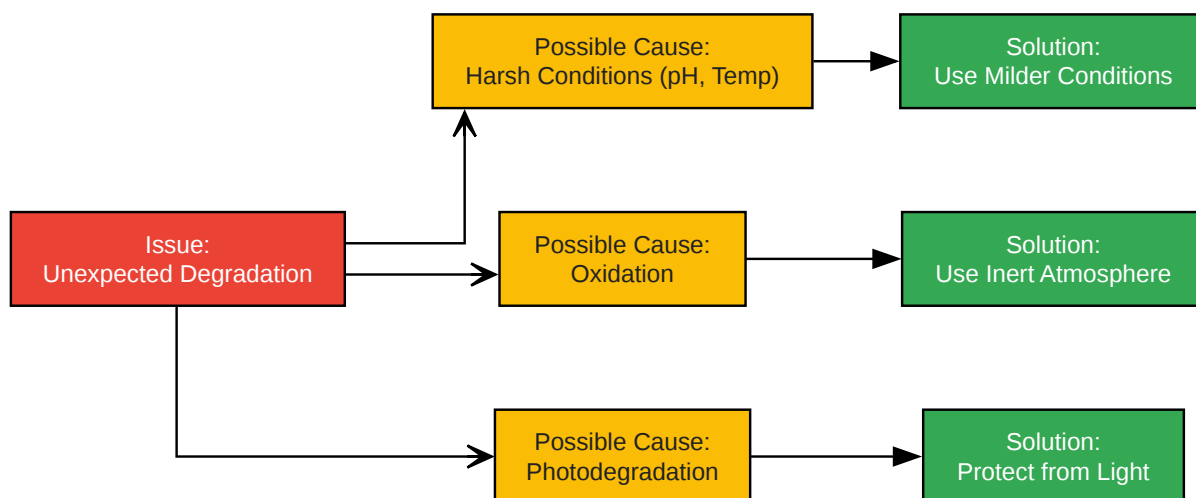 Possible Cause:
Harsh Conditions (pH, Temp)
Solution:
Use Milder Conditions
Issue:
Unexpected Degradation
Possible Cause:
Oxidation
Solution:
Use Inert Atmosphere
Possible Cause:
Photodegradation
Solution:
Protect from Light